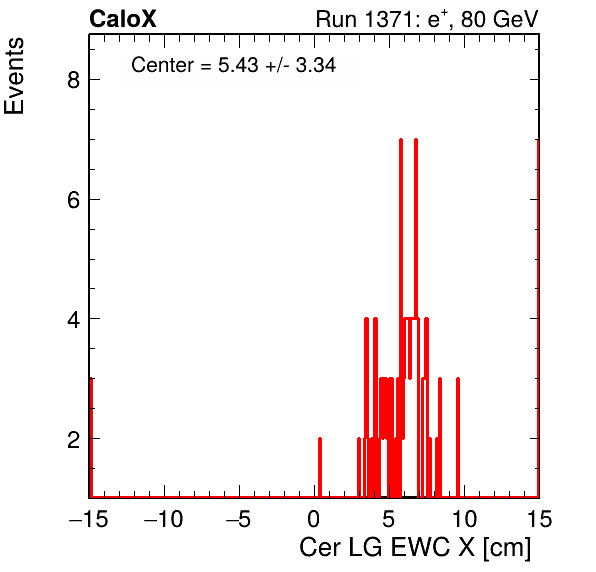 CaloX Run 1371: e⁺, 80 GeV
Center = 5.43 +/- 3.34
Events
8
6
4
2
−15 −10 −5 0 5 10 15
Cer LG EWC X [cm]